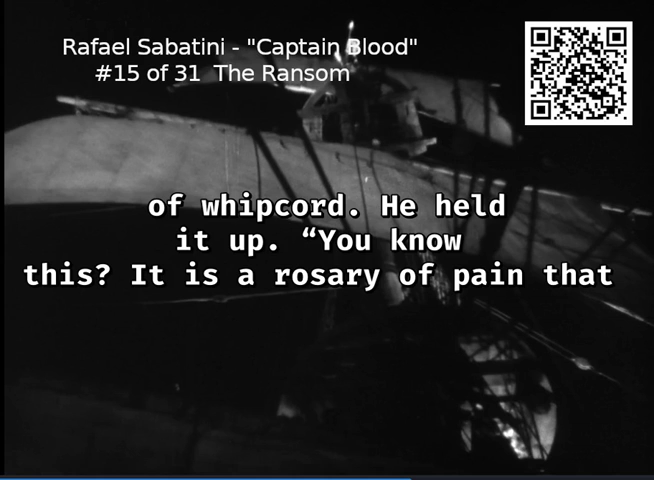 Rafael Sabatini - "Captain Blood"
#15 of 31 The Ransom
of whipcord. He held
it up. “You know
this? It is a rosary of pain that